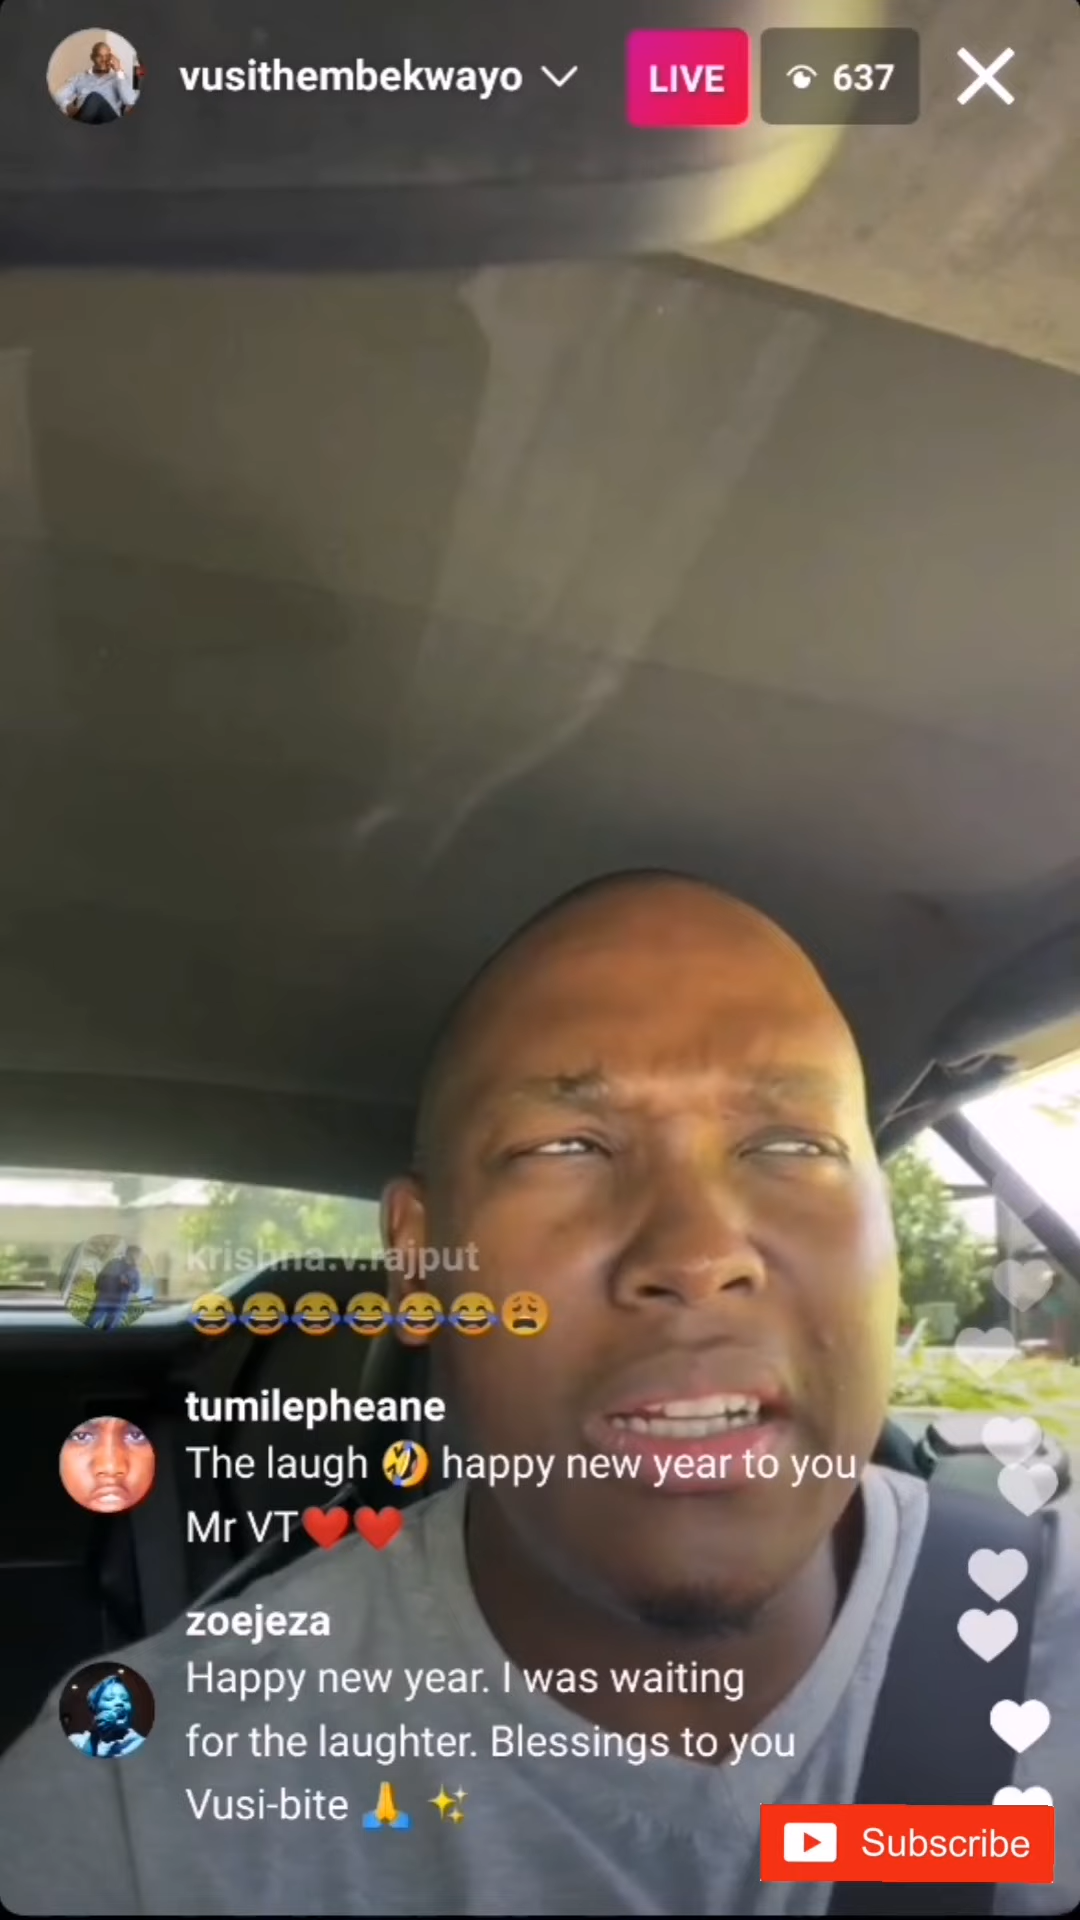 vusithembekwayo
LIVE
637
krishna.v.rajput
😂😂😂😂😂😂😩
tumilepheane
The laugh 🤣 happy new year to you
Mr VT❤️❤️
zoejeza
Happy new year. I was waiting
for the laughter. Blessings to you
Vusi-bite 🙏 ✨
Subscribe